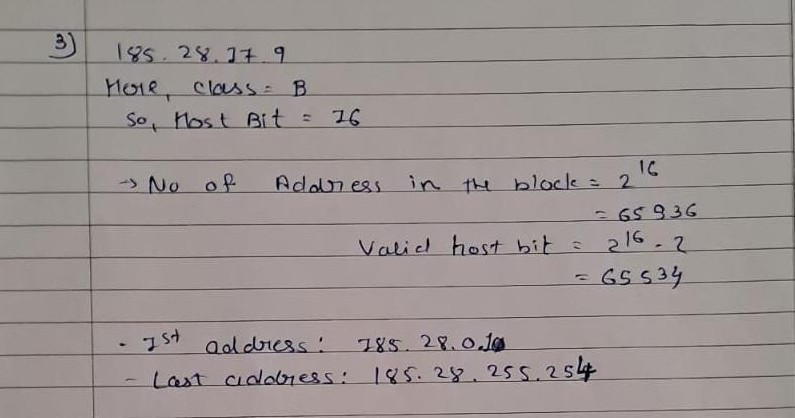 3) 185.28.17.9
Here, class = B
So, Host Bit = 16
→ No of Address in the block = 2^16
= 65936
Valid host bit = 2^16 - 2
= 65534
- 1st address: 185.28.0.1
- Last address: 185.28.255.254